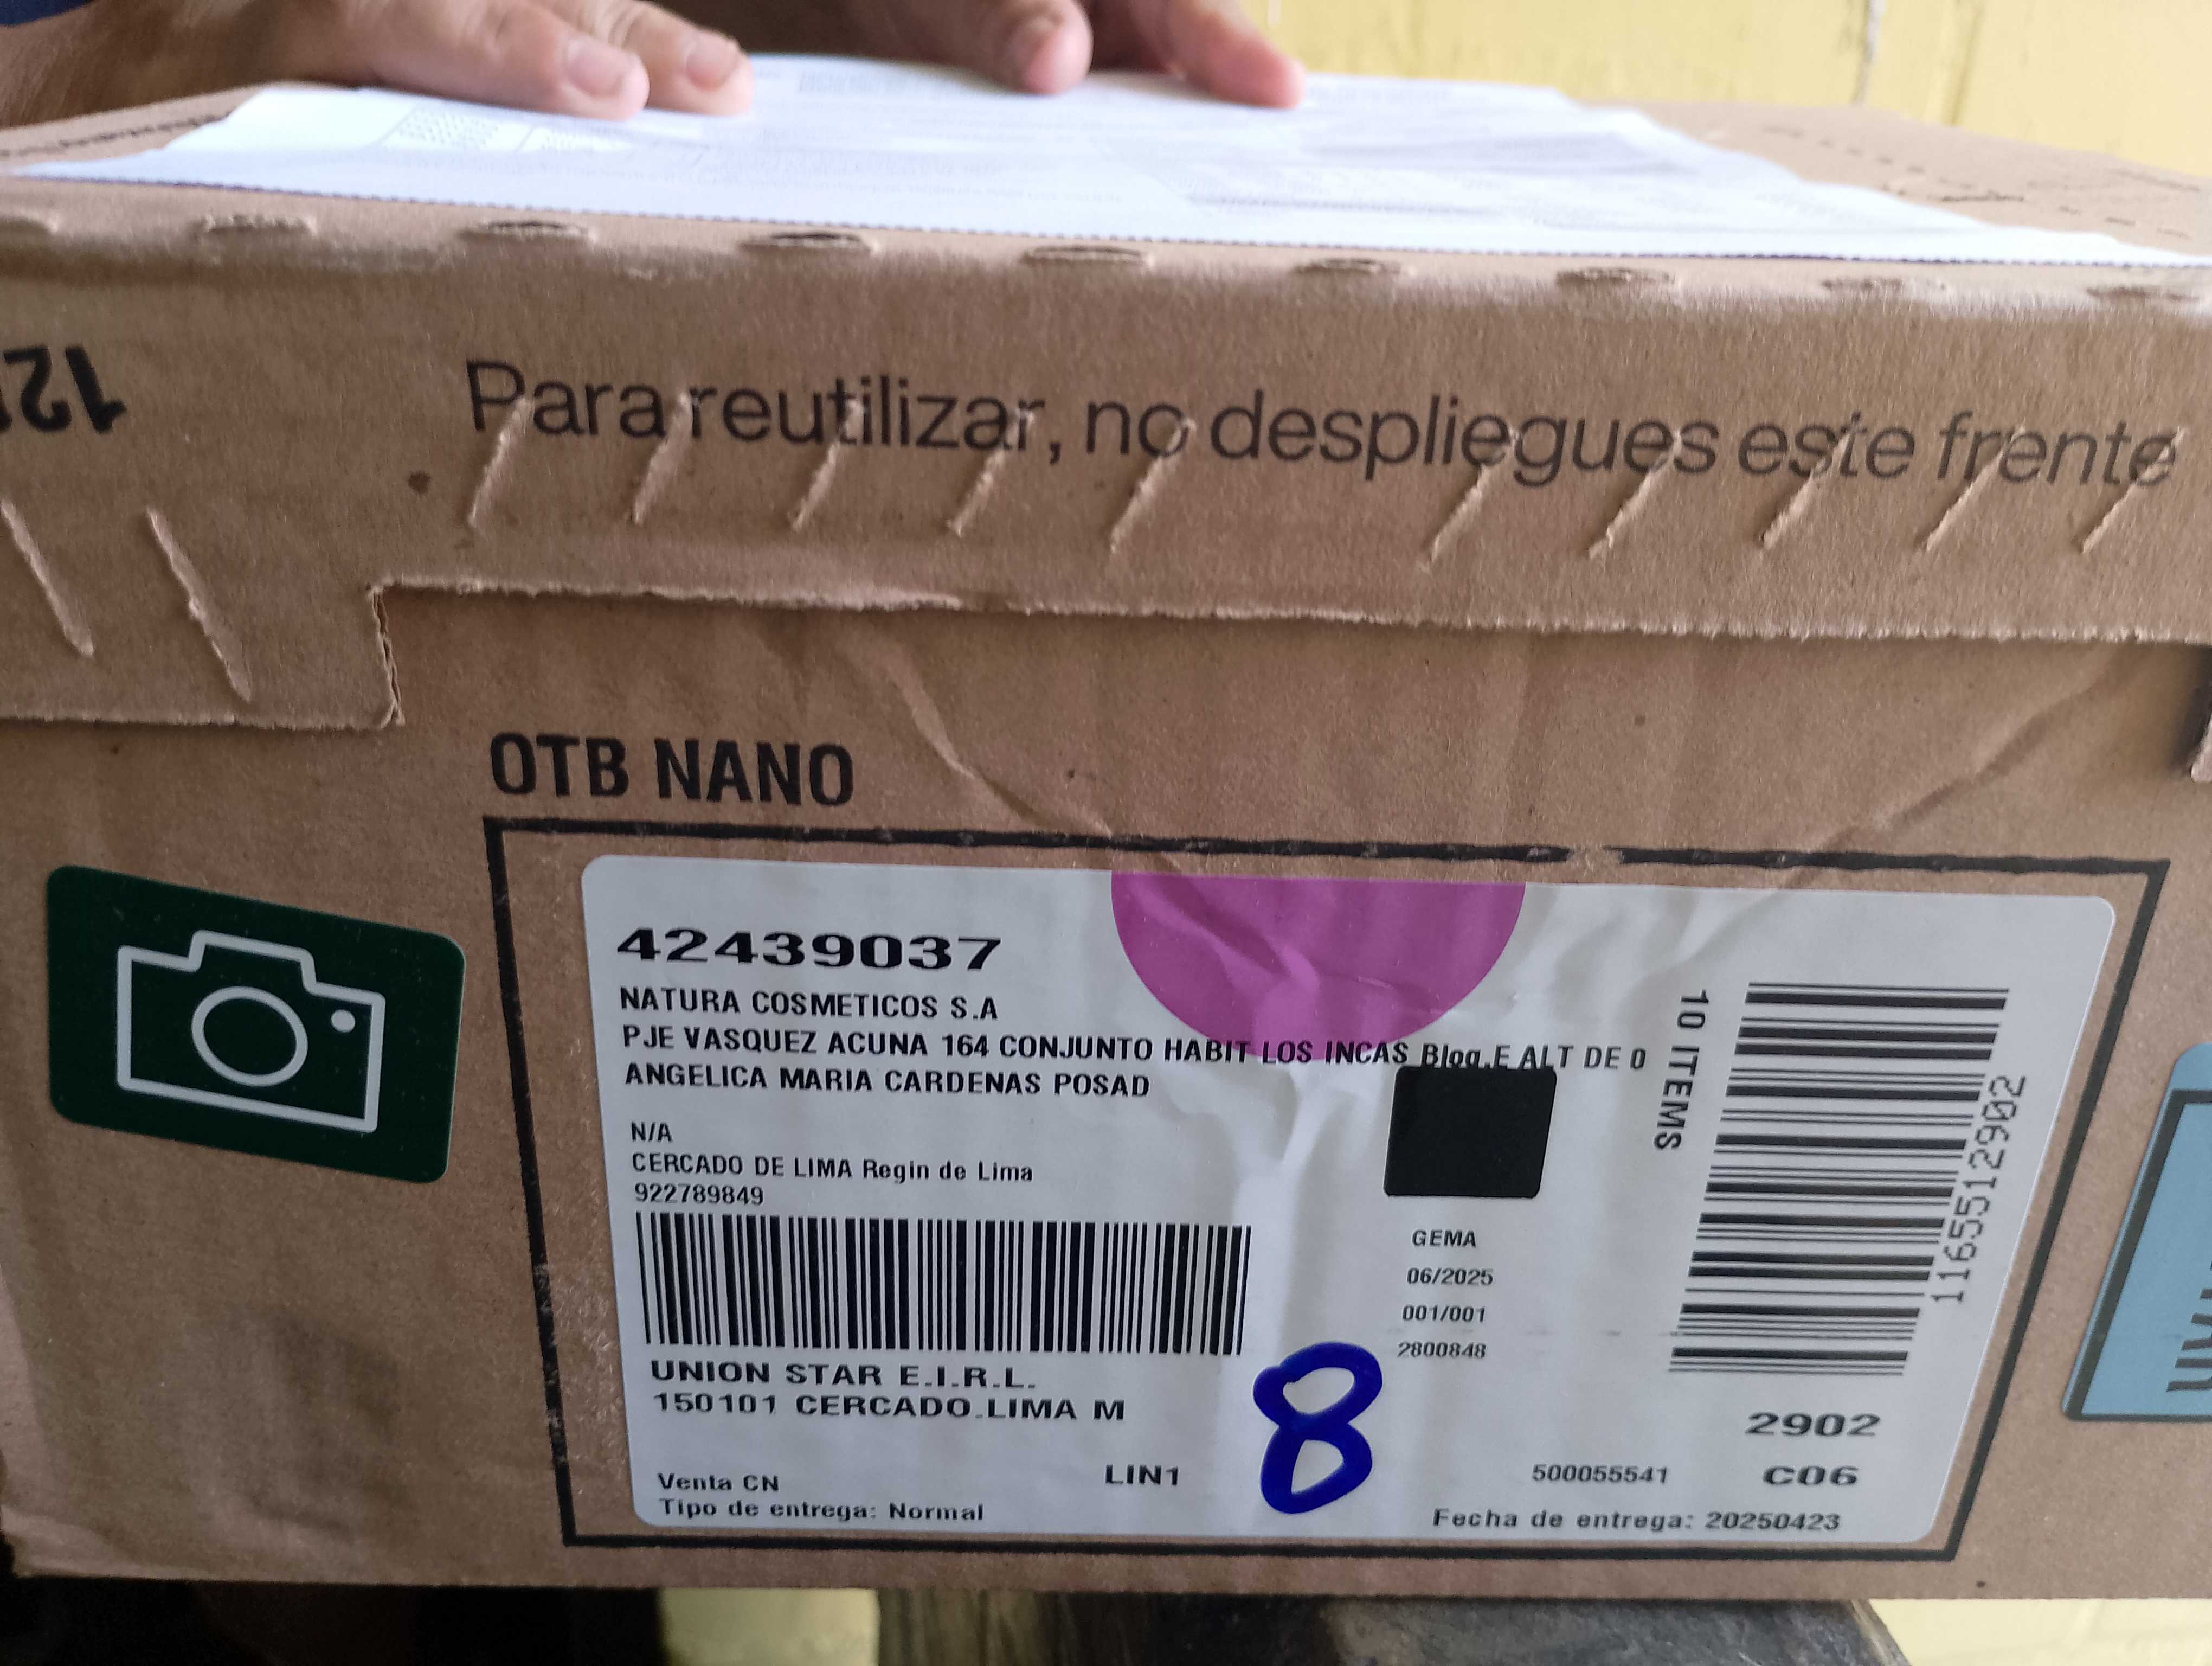 Para reutilizar, no despliegues este frente
12
OTB NANO
42439037
NATURA COSMETICOS S.A
PJE VASQUEZ ACUNA 164 CONJUNTO HABIT LOS INCAS Bloq.E ALT DE 0
ANGELICA MARIA CARDENAS POSAD
N/A
CERCADO DE LIMA Regin de Lima
922789849
UNION STAR E.I.R.L.
150101 CERCADO.LIMA M
Venta CN
Tipo de entrega: Normal
LIN1
8
GEMA
06/2025
001/001
2800848
10 ITEMS
1165512902
2902
500055541
C06
Fecha de entrega: 20250423